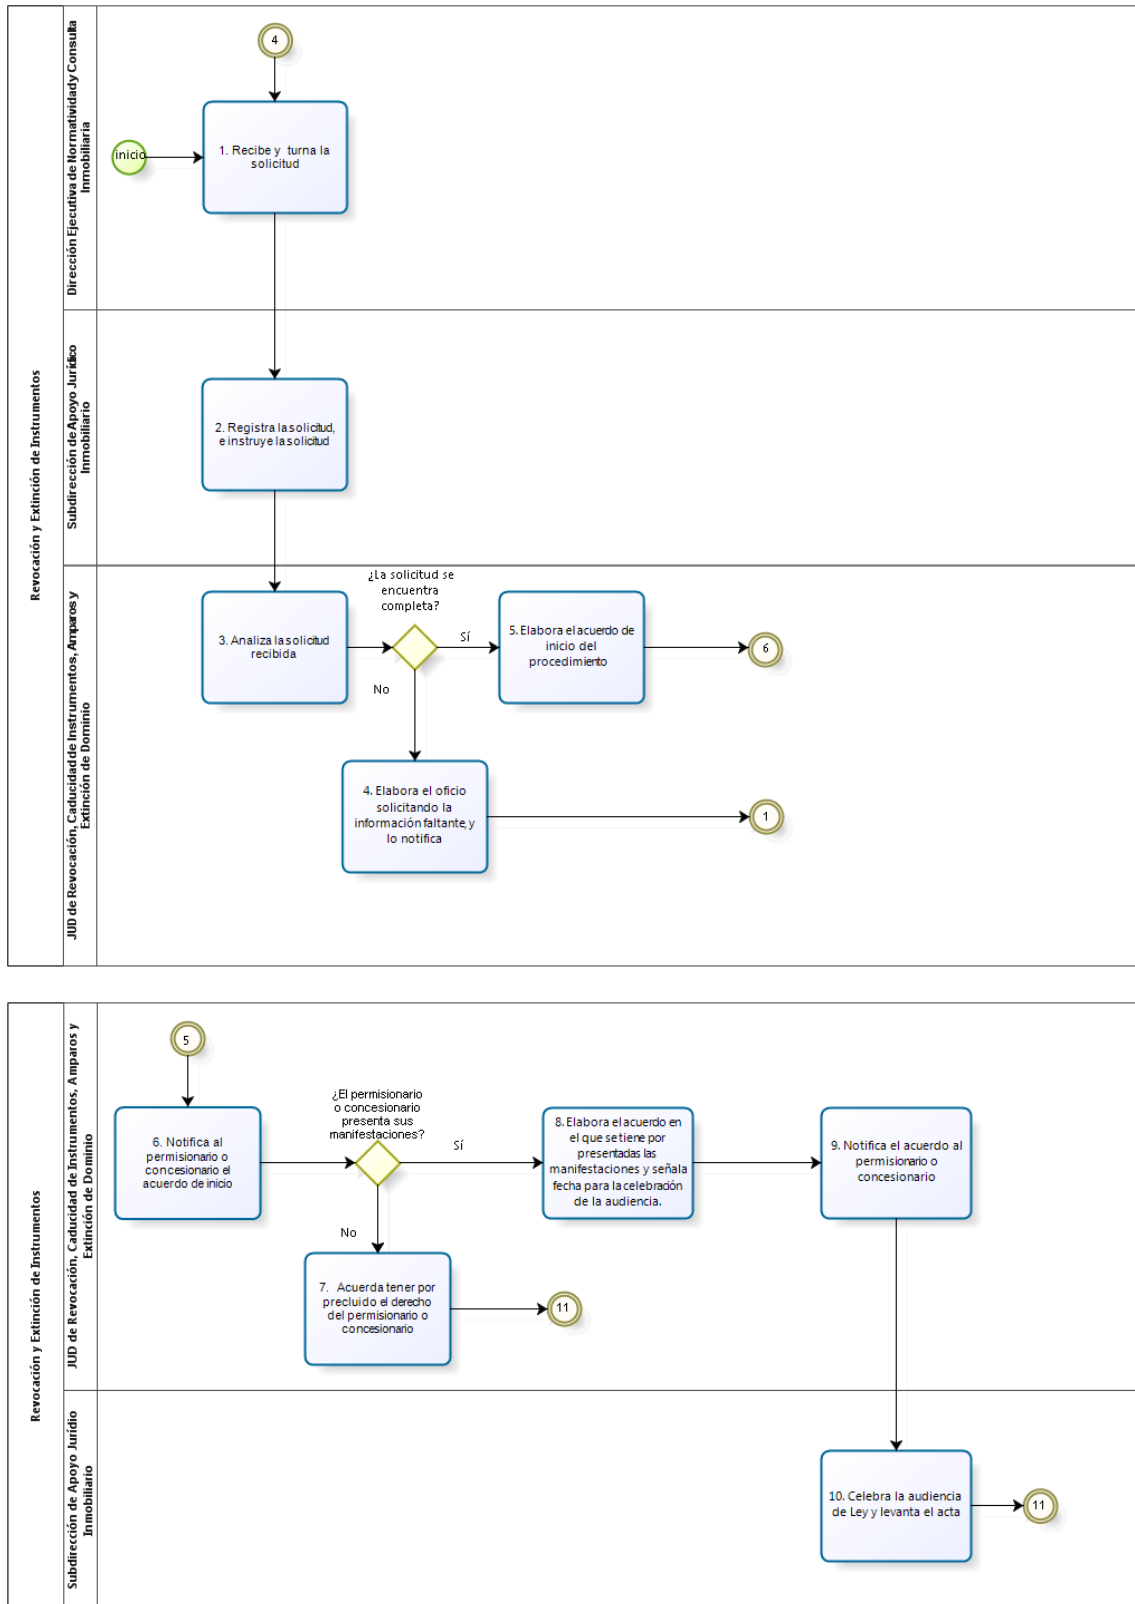 Revocación y Extinción de Instrumentos
Dirección Ejecutiva de Normatividad y Consulta
Inmobiliaria
4
inicio
1. Recibe y turna la
solicitud
Subdirección de Apoyo Jurídico
Inmobiliario
2. Registra la solicitud,
e instruye la solicitud
JUD de Revocación, Caducidad de Instrumentos, Amparos y
Extinción de Dominio
3. Analiza la solicitud
recibida
¿La solicitud se
encuentra
completa?
Sí
No
5. Elabora el acuerdo de
inicio del
procedimiento
6
4. Elabora el oficio
solicitando la
información faltante, y
lo notifica
1
Revocación y Extinción de Instrumentos
JUD de Revocación, Caducidad de Instrumentos, Amparos y
Extinción de Dominio
5
6. Notifica al
permisionario o
concesionario el
acuerdo de inicio
¿El permisionario
o concesionario
presenta sus
manifestaciones?
Sí
No
8. Elabora el acuerdo en
el que se tiene por
presentadas las
manifestaciones y señala
fecha para la celebración
de la audiencia.
9. Notifica el acuerdo al
permisionario o
concesionario
7. Acuerda tener por
precluido el derecho
del permisionario o
concesionario
11
Subdirección de Apoyo Jurídio
Inmobiliario
10. Celebra la audiencia
de Ley y levanta el acta
11